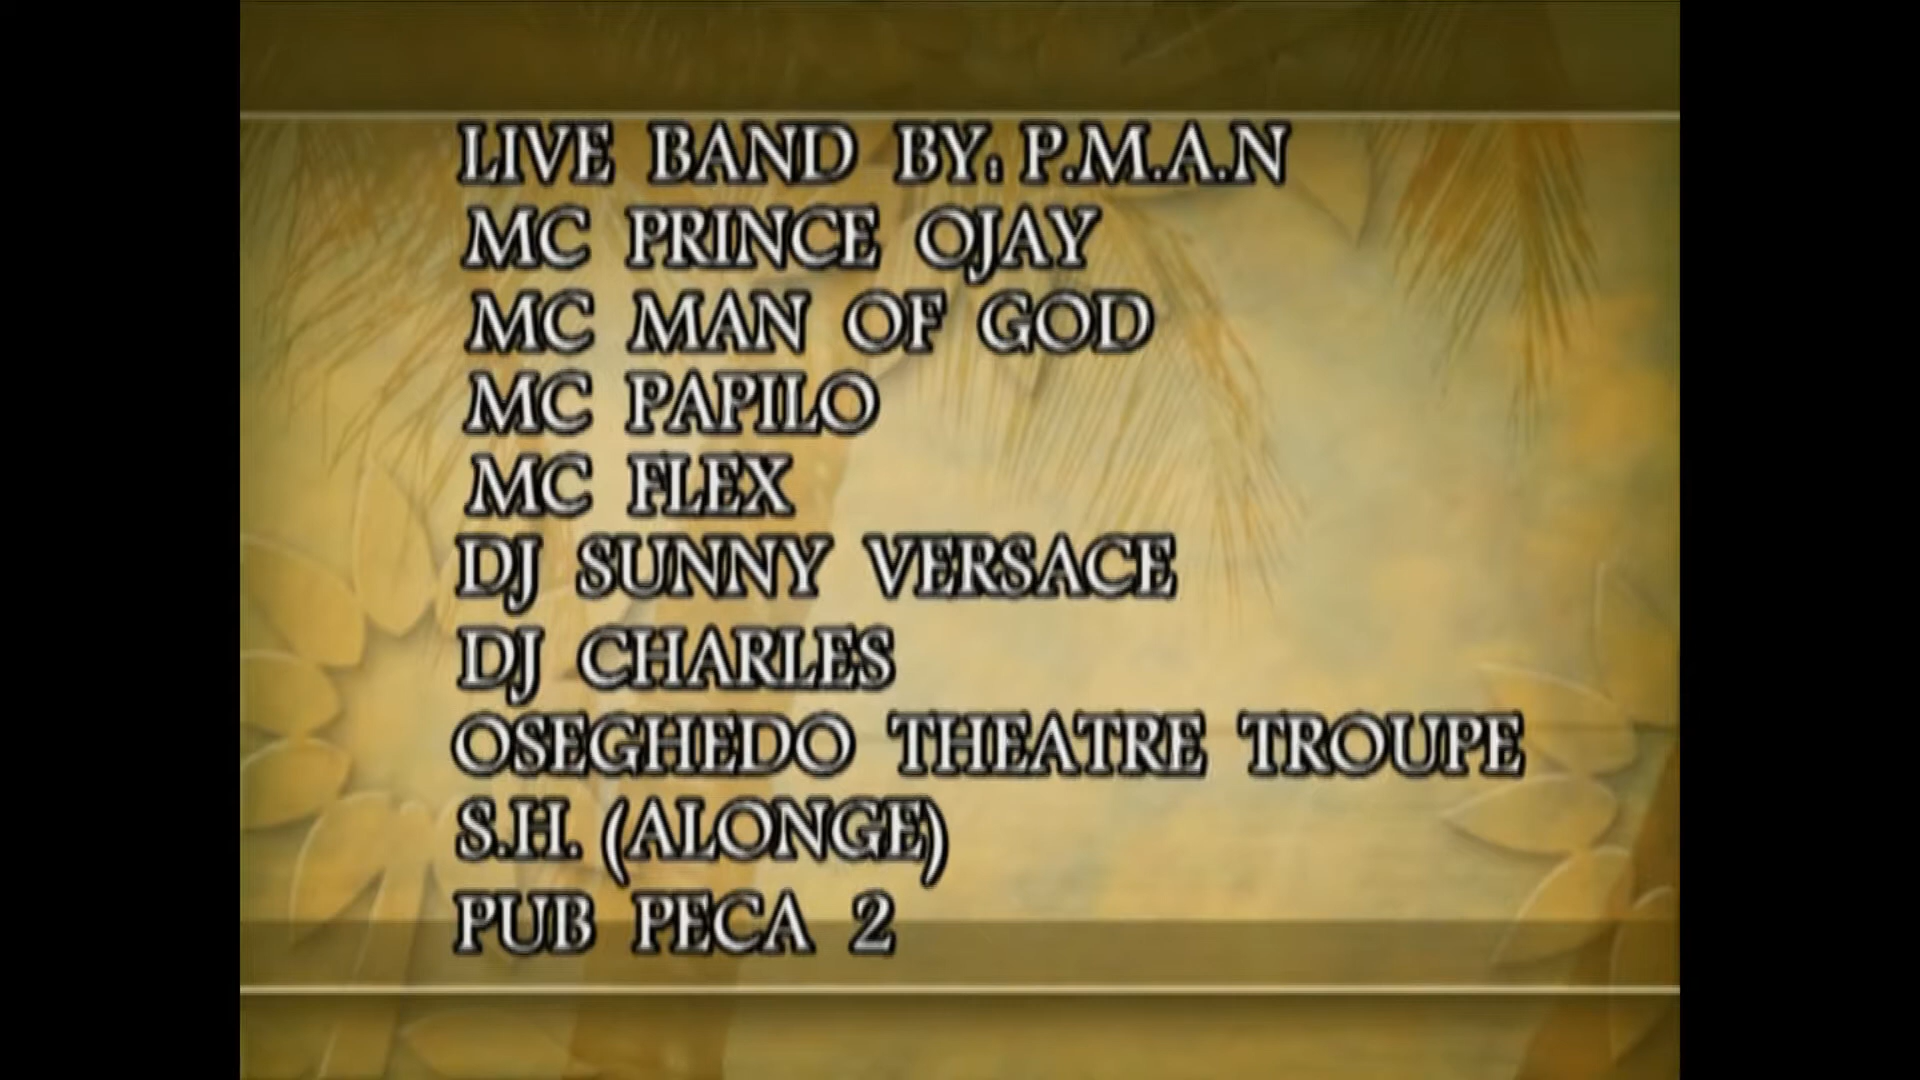 LIVE BAND BY: P.M.A.N
MC PRINCE OJAY
MC MAN OF GOD
MC PAPILO
MC FLEX
DJ SUNNY VERSACE
DJ CHARLES
OSEGHEDO THEATRE TROUPE
S.H. (ALONGE)
PUB PECA 2